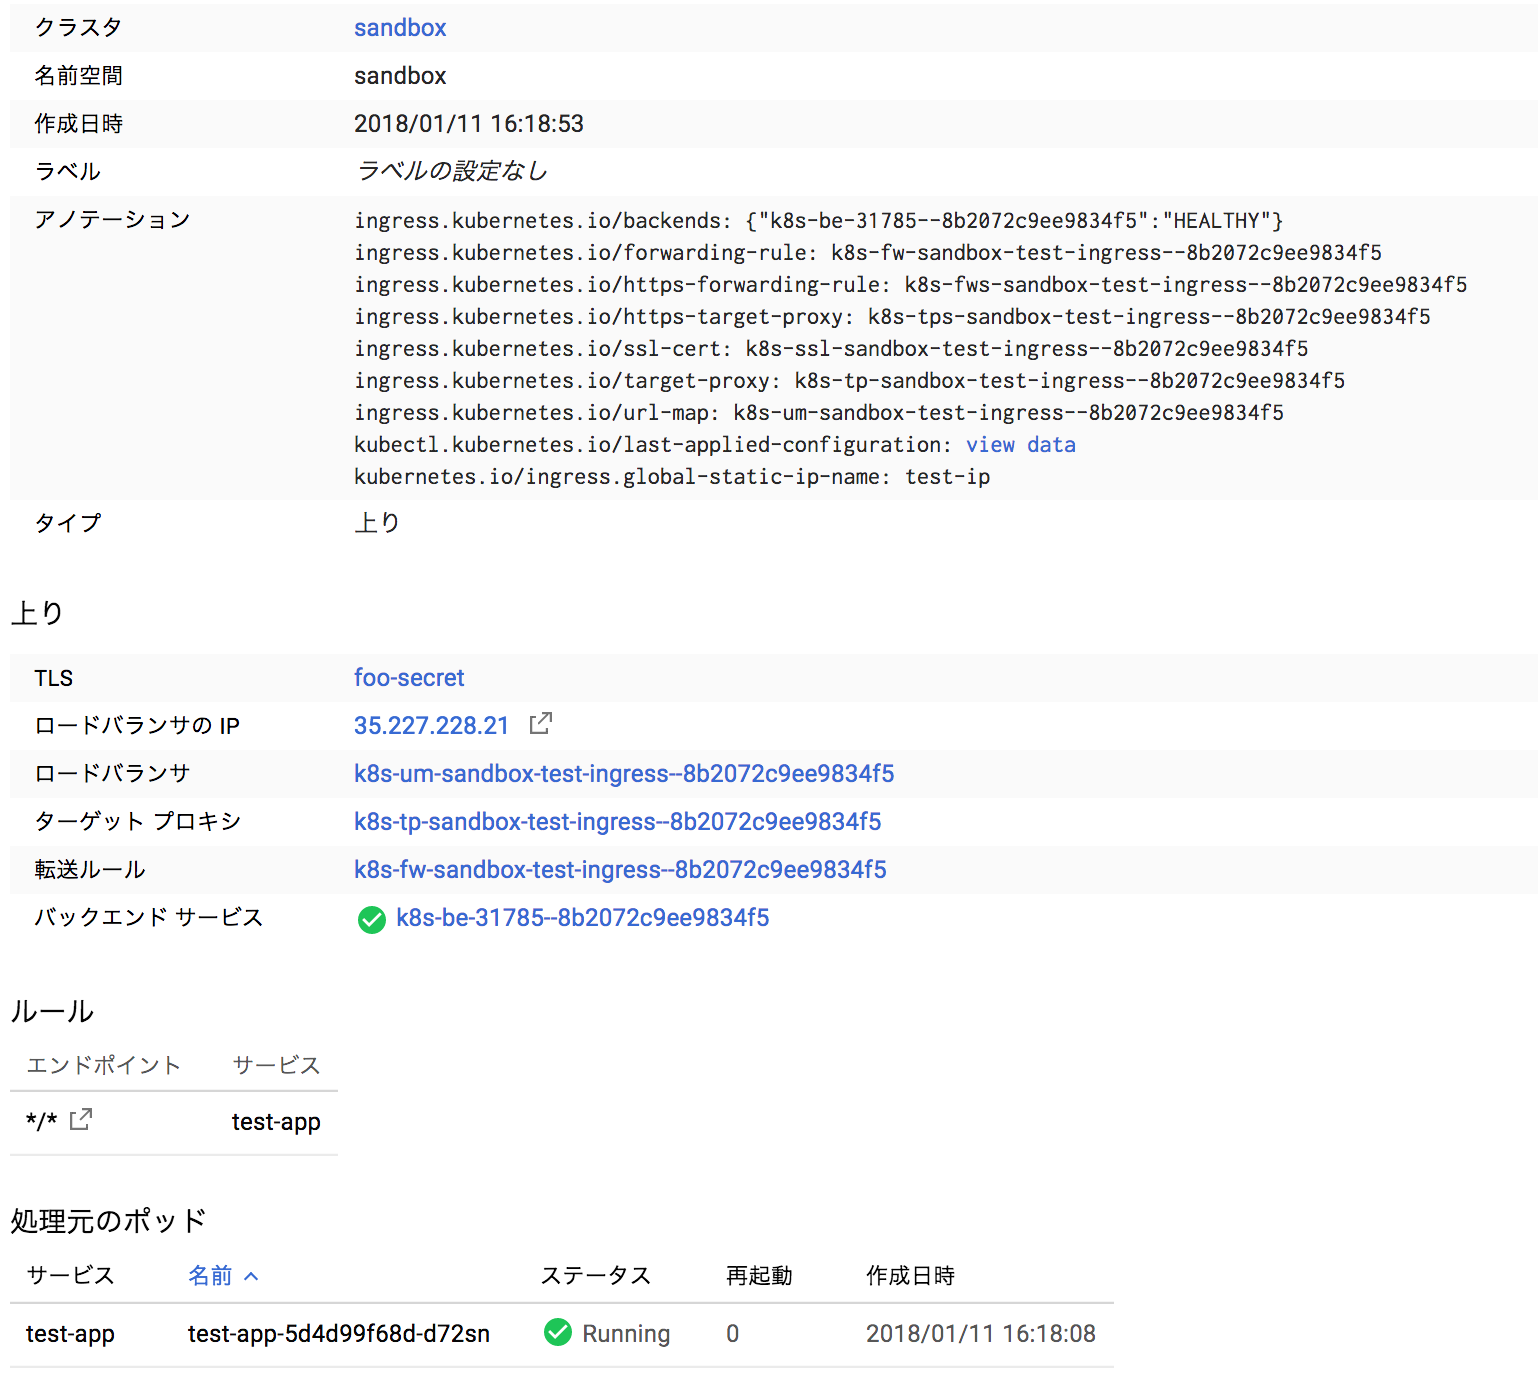 クラスタ sandbox
名前空間 sandbox
作成日時 2018/01/11 16:18:53
ラベル ラベルの設定なし
アノテーション ingress.kubernetes.io/backends: {"k8s-be-31785--8b2072c9ee9834f5":"HEALTHY"}
ingress.kubernetes.io/forwarding-rule: k8s-fw-sandbox-test-ingress--8b2072c9ee9834f5
ingress.kubernetes.io/https-forwarding-rule: k8s-fws-sandbox-test-ingress--8b2072c9ee9834f5
ingress.kubernetes.io/https-target-proxy: k8s-tps-sandbox-test-ingress--8b2072c9ee9834f5
ingress.kubernetes.io/ssl-cert: k8s-ssl-sandbox-test-ingress--8b2072c9ee9834f5
ingress.kubernetes.io/target-proxy: k8s-tp-sandbox-test-ingress--8b2072c9ee9834f5
ingress.kubernetes.io/url-map: k8s-um-sandbox-test-ingress--8b2072c9ee9834f5
kubectl.kubernetes.io/last-applied-configuration: view data
kubernetes.io/ingress.global-static-ip-name: test-ip
タイプ 上り
上り
TLS foo-secret
ロードバランサの IP 35.227.228.21
ロードバランサ k8s-um-sandbox-test-ingress--8b2072c9ee9834f5
ターゲット プロキシ k8s-tp-sandbox-test-ingress--8b2072c9ee9834f5
転送ルール k8s-fw-sandbox-test-ingress--8b2072c9ee9834f5
バックエンド サービス k8s-be-31785--8b2072c9ee9834f5
ルール
エンドポイント サービス
*/* test-app
処理元のポッド
サービス 名前 ステータス 再起動 作成日時
test-app test-app-5d4d99f68d-d72sn Running 0 2018/01/11 16:18:08